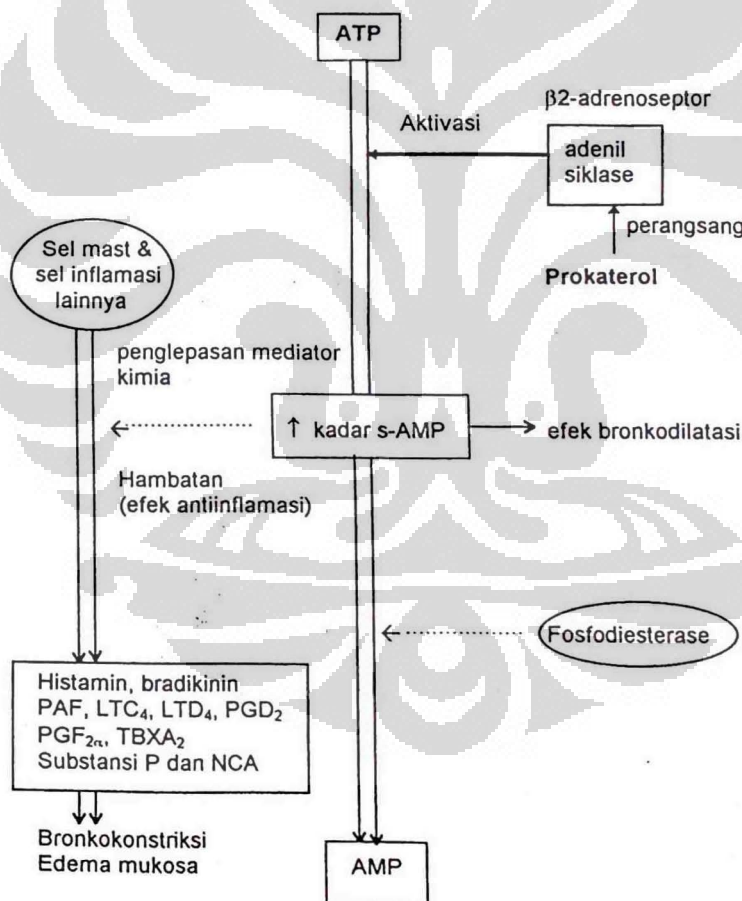 ATP
β2-adrenoseptor
Aktivasi
adenil
siklase
perangsang
Prokaterol
Sel mast &
sel inflamasi
lainnya
penglepasan mediator
kimia
↑ kadar s-AMP
efek bronkodilatasi
Hambatan
(efek antiinflamasi)
Fosfodiesterase
Histamin, bradikinin
PAF, LTC₄, LTD₄, PGD₂
PGF₂α, TBXA₂
Substansi P dan NCA
Bronkokonstriksi
Edema mukosa
AMP